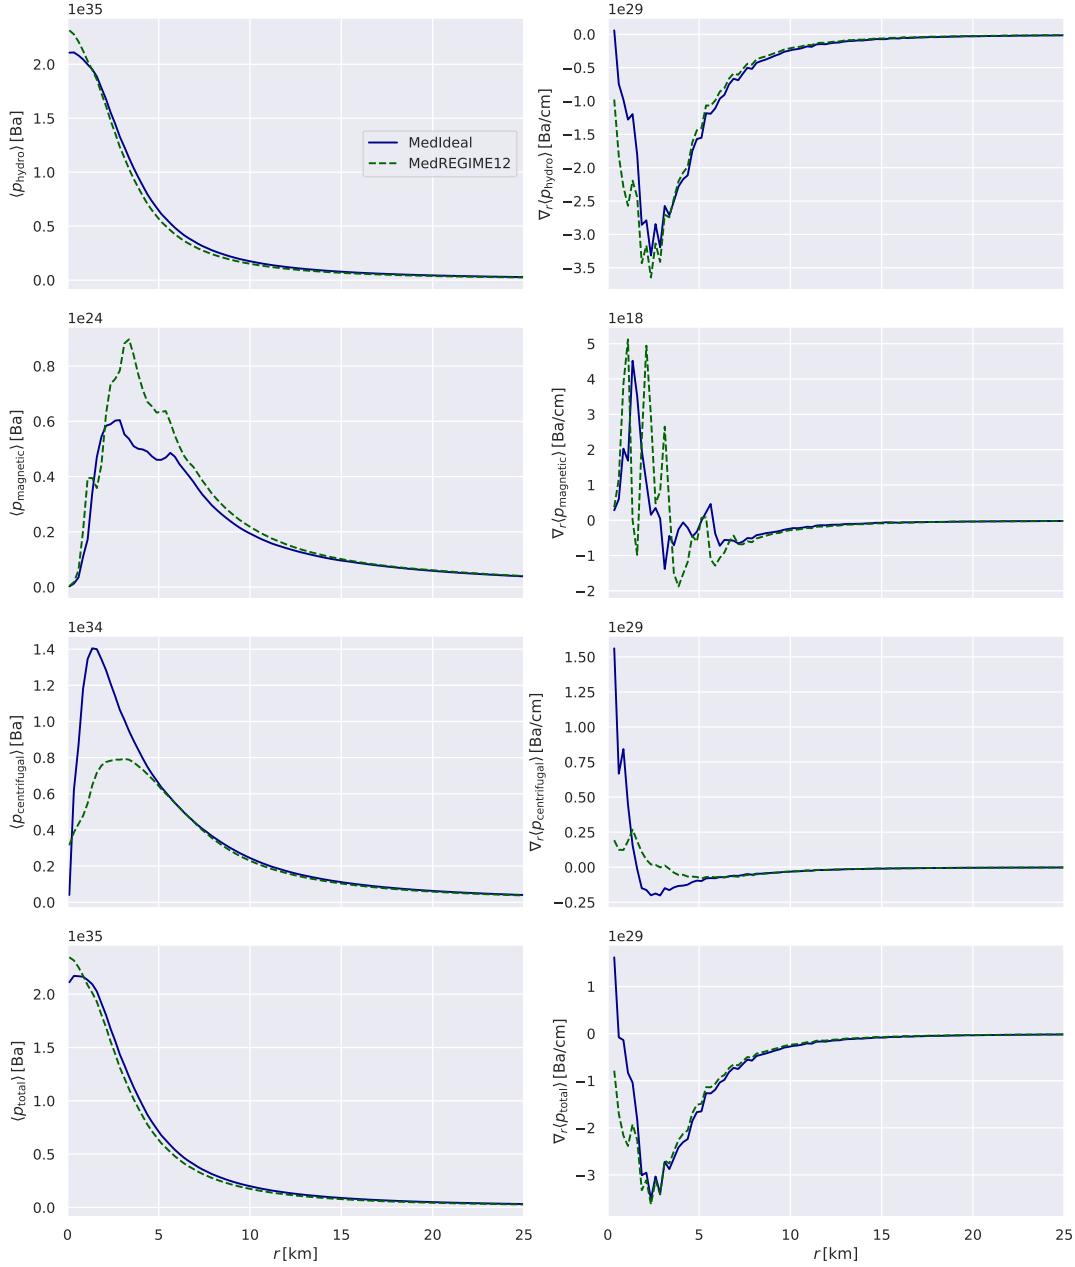 1e35
2.0
1.5
1.0
0.5
0.0
⟨p_hydro⟩ [Ba]
MedIdeal
MedREGIME12
1e29
0.0
−0.5
−1.0
−1.5
−2.0
−2.5
−3.0
−3.5
∇_r⟨p_hydro⟩ [Ba/cm]
1e24
0.8
0.6
0.4
0.2
0.0
⟨p_magnetic⟩ [Ba]
1e18
5
4
3
2
1
0
−1
−2
∇_r⟨p_magnetic⟩ [Ba/cm]
1e34
1.4
1.2
1.0
0.8
0.6
0.4
0.2
0.0
⟨p_centrifugal⟩ [Ba]
1e29
1.50
1.25
1.00
0.75
0.50
0.25
0.00
−0.25
∇_r⟨p_centrifugal⟩ [Ba/cm]
1e35
2.0
1.5
1.0
0.5
0.0
⟨p_total⟩ [Ba]
0 5 10 15 20 25
r [km]
1e29
1
0
−1
−2
−3
∇_r⟨p_total⟩ [Ba/cm]
0 5 10 15 20 25
r [km]